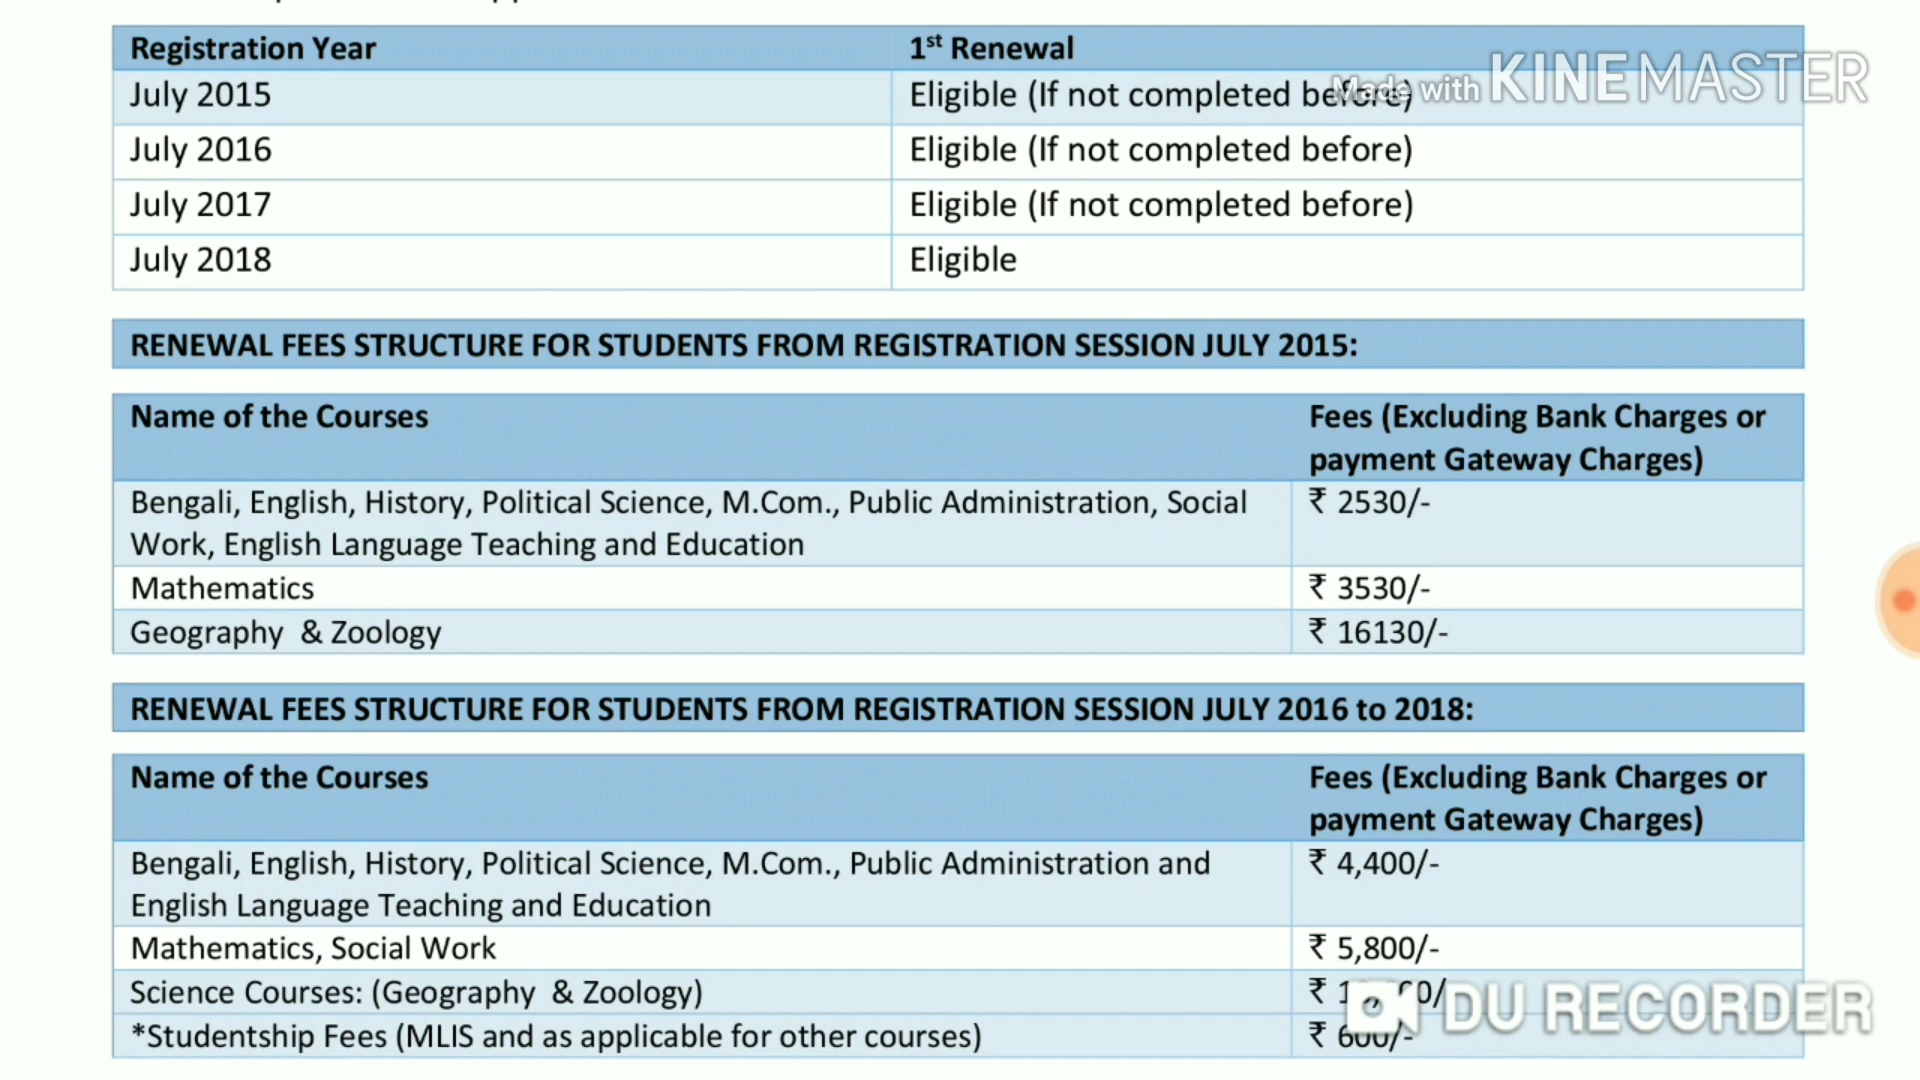 Registration Year 1st Renewal
July 2015 Eligible (If not completed before)
July 2016 Eligible (If not completed before)
July 2017 Eligible (If not completed before)
July 2018 Eligible
Made with KINEMASTER
RENEWAL FEES STRUCTURE FOR STUDENTS FROM REGISTRATION SESSION JULY 2015:
Name of the Courses Fees (Excluding Bank Charges or
payment Gateway Charges)
Bengali, English, History, Political Science, M.Com., Public Administration, Social ₹ 2530/-
Work, English Language Teaching and Education
Mathematics ₹ 3530/-
Geography & Zoology ₹ 16130/-
RENEWAL FEES STRUCTURE FOR STUDENTS FROM REGISTRATION SESSION JULY 2016 to 2018:
Name of the Courses Fees (Excluding Bank Charges or
payment Gateway Charges)
Bengali, English, History, Political Science, M.Com., Public Administration and ₹ 4,400/-
English Language Teaching and Education
Mathematics, Social Work ₹ 5,800/-
Science Courses: (Geography & Zoology) ₹
*Studentship Fees (MLIS and as applicable for other courses) ₹ 600/-
DU RECORDER